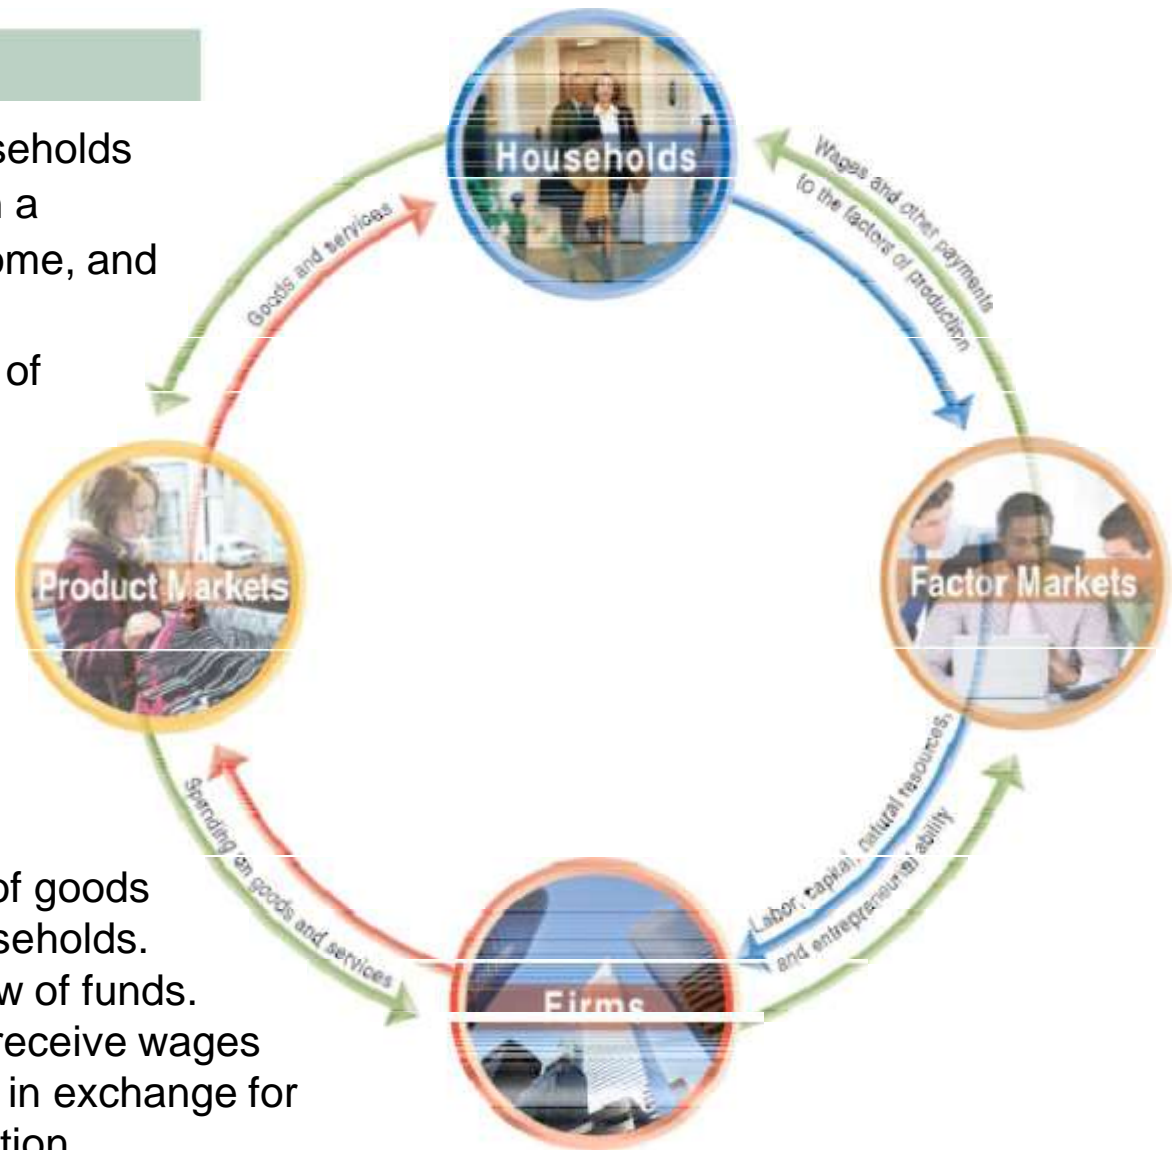 seholds
n a
ome, and
of
Households
Wages and other payments
to the factors of production
Goods and services
Product Markets
Factor Markets
Spending on goods and services
Labor, capital, natural resources,
and entrepreneurial ability
Firms
of goods
seholds.
w of funds.
receive wages
in exchange for
tion